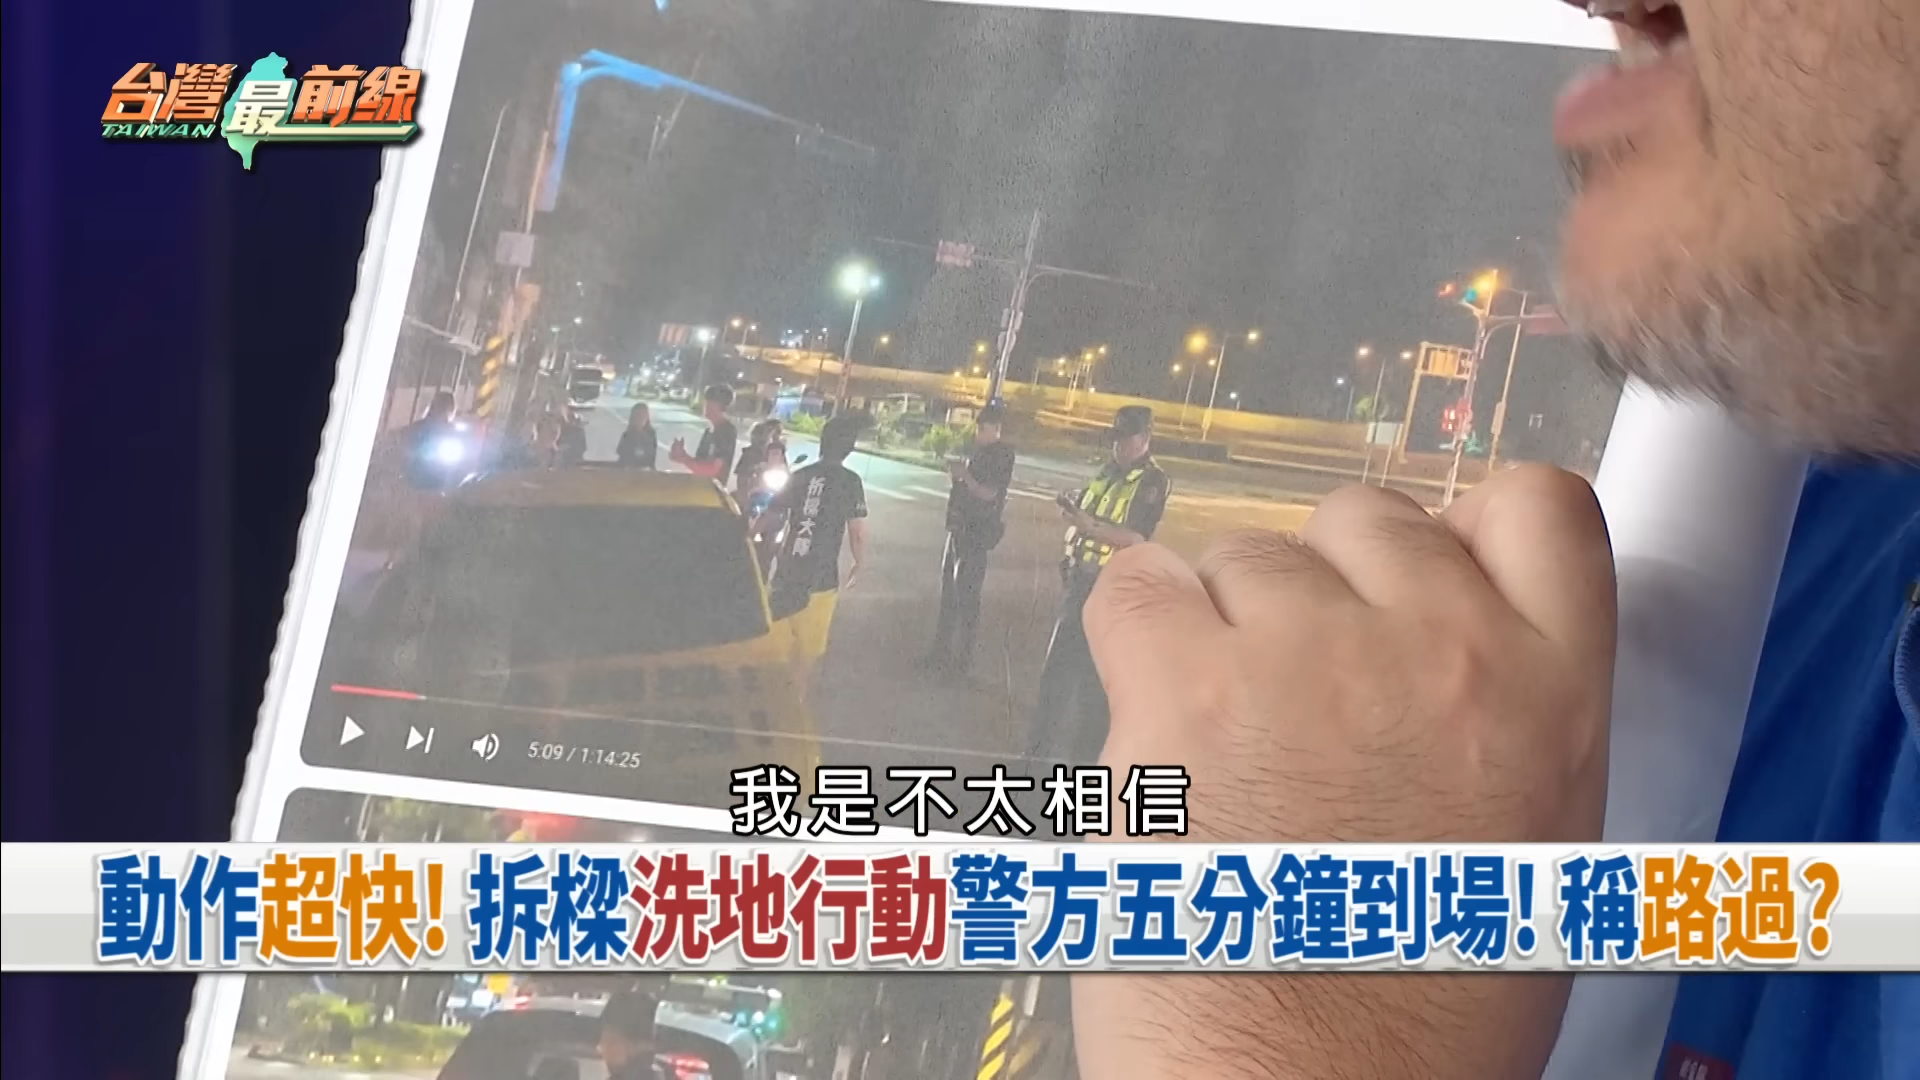 台灣最前線
TAIWAN
拆樑大隊
5:09 / 1:14:25
我是不太相信
動作超快! 拆樑洗地行動警方五分鐘到場! 稱路過?